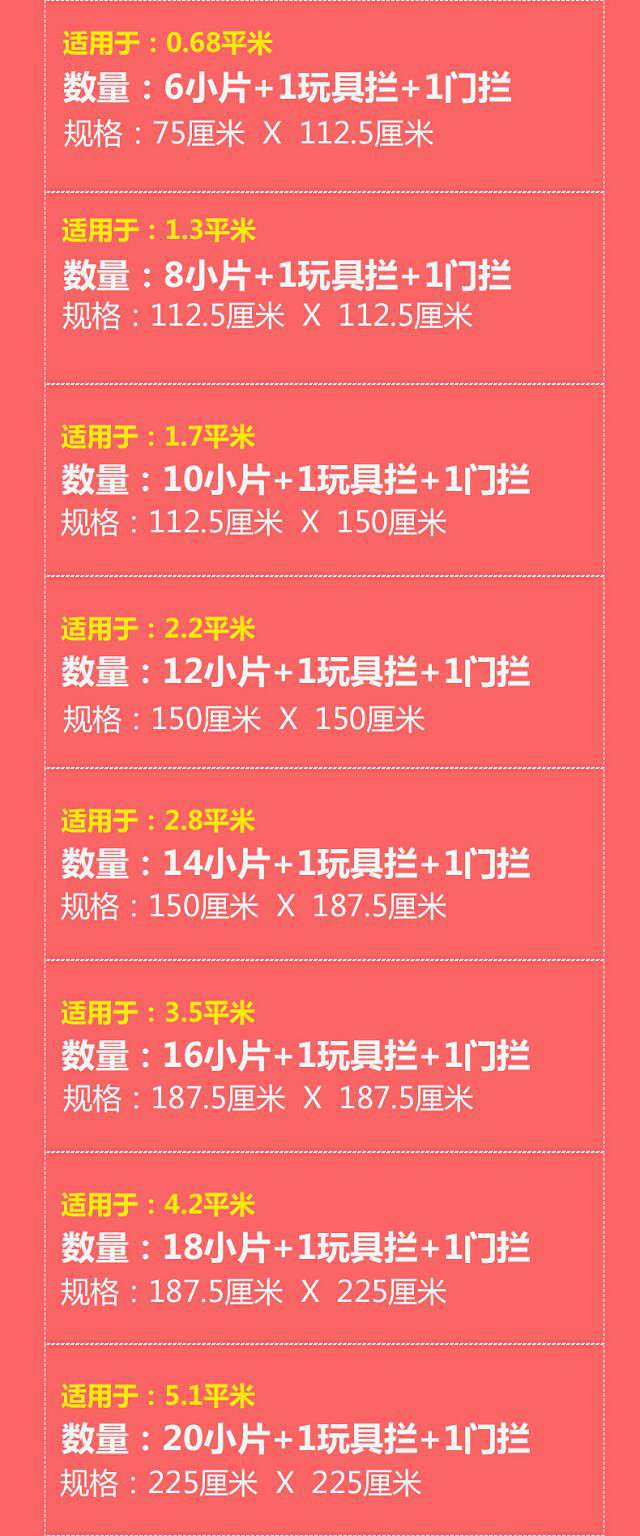 适用于：0.68平米
数量：6小片+1玩具拦+1门拦
规格：75厘米 X 112.5厘米
适用于：1.3平米
数量：8小片+1玩具拦+1门拦
规格：112.5厘米 X 112.5厘米
适用于：1.7平米
数量：10小片+1玩具拦+1门拦
规格：112.5厘米 X 150厘米
适用于：2.2平米
数量：12小片+1玩具拦+1门拦
规格：150厘米 X 150厘米
适用于：2.8平米
数量：14小片+1玩具拦+1门拦
规格：150厘米 X 187.5厘米
适用于：3.5平米
数量：16小片+1玩具拦+1门拦
规格：187.5厘米 X 187.5厘米
适用于：4.2平米
数量：18小片+1玩具拦+1门拦
规格：187.5厘米 X 225厘米
适用于：5.1平米
数量：20小片+1玩具拦+1门拦
规格：225厘米 X 225厘米